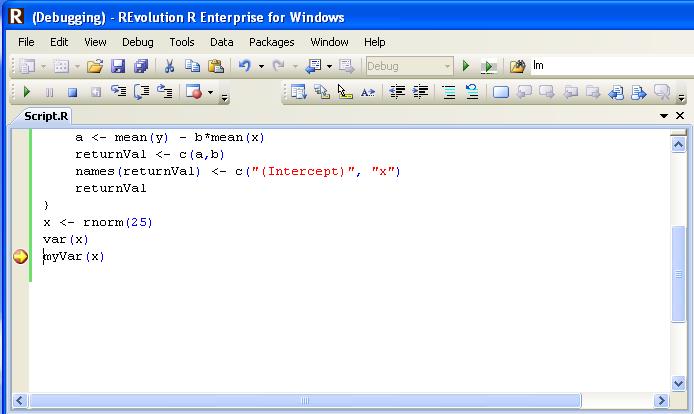 R (Debugging) - REvolution R Enterprise for Windows
File Edit View Debug Tools Data Packages Window Help
Debug lm
Script.R
a <- mean(y) - b*mean(x)
returnVal <- c(a,b)
names(returnVal) <- c("(Intercept)", "x")
returnVal
}
x <- rnorm(25)
var(x)
myVar(x)